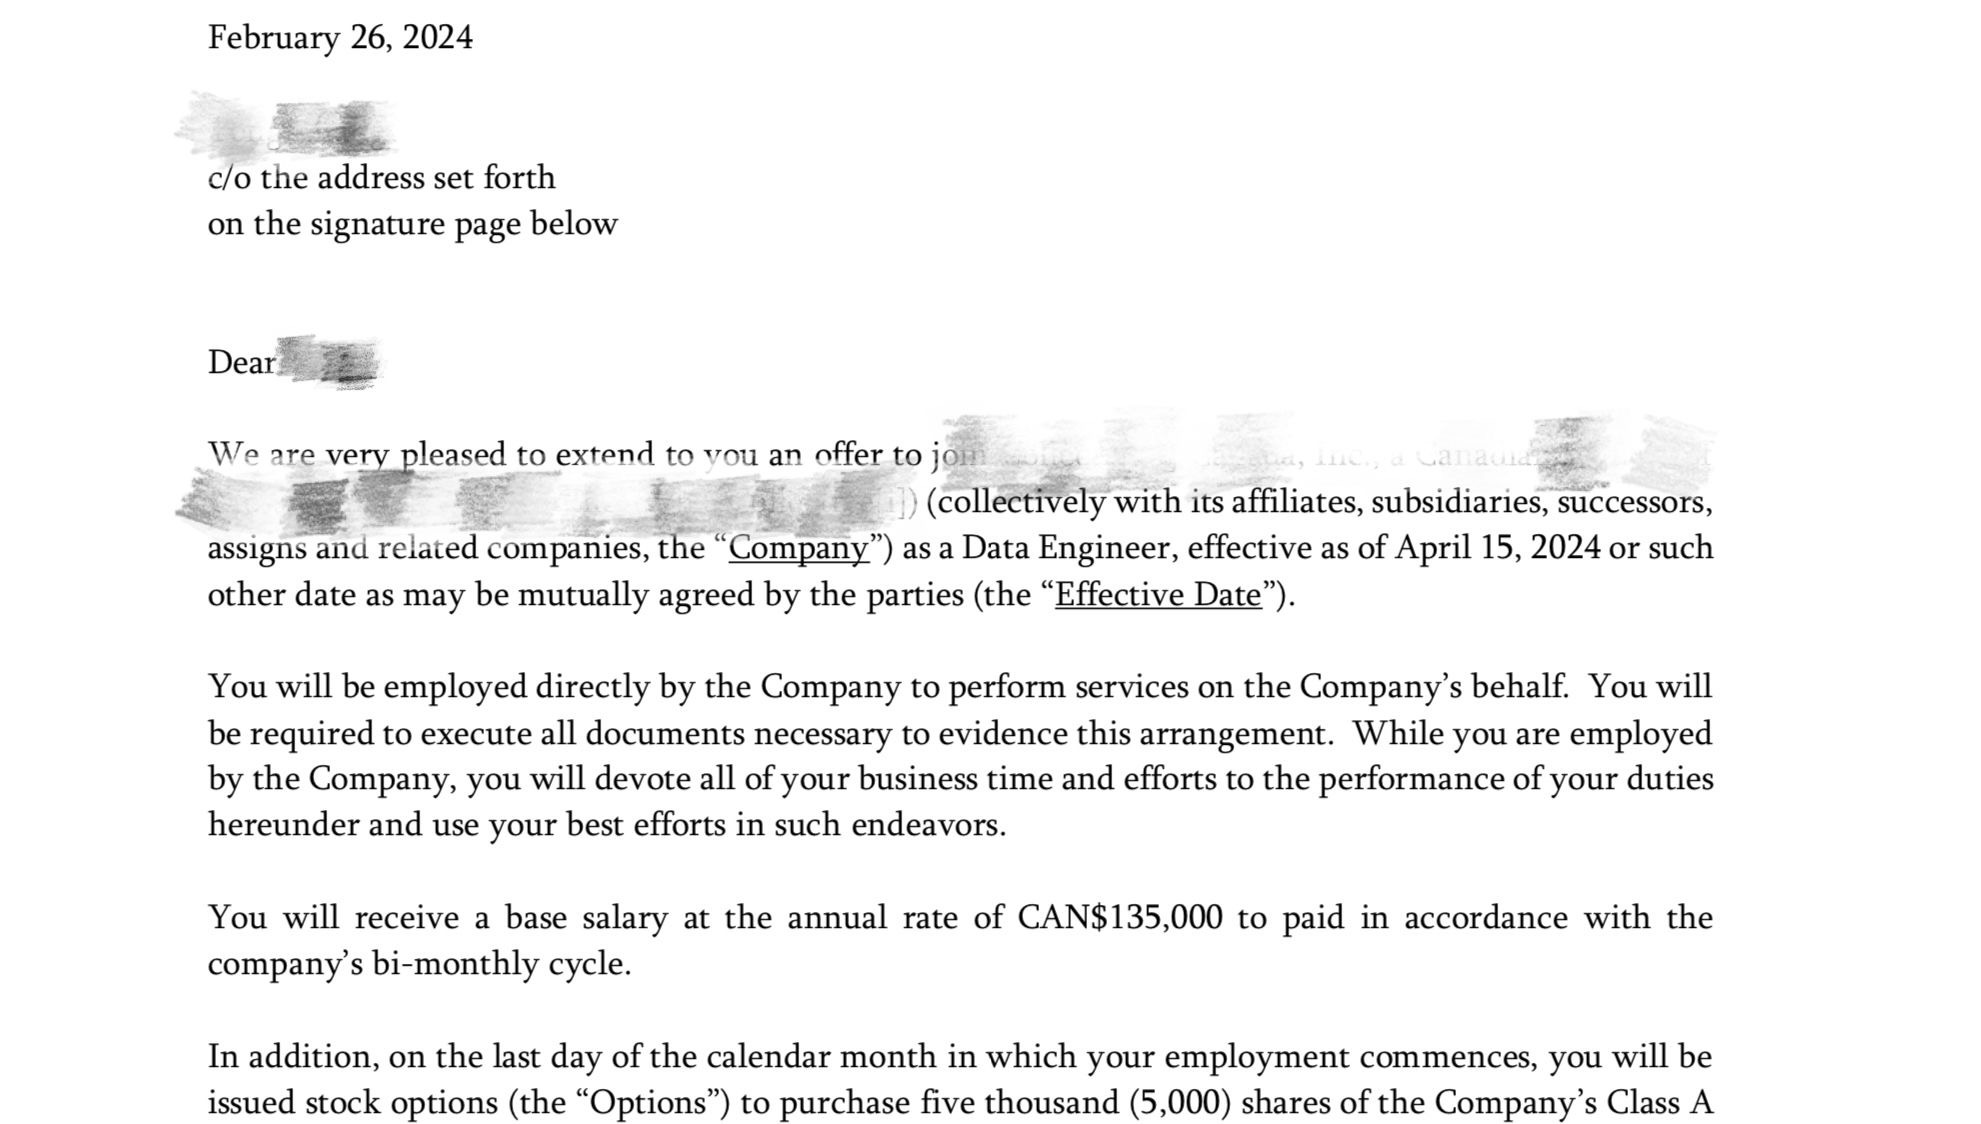 February 26, 2024
c/o the address set forth
on the signature page below
Dear
We are very pleased to extend to you an offer to join Inc., a
(collectively with its affiliates, subsidiaries, successors,
assigns and related companies, the “Company”) as a Data Engineer, effective as of April 15, 2024 or such
other date as may be mutually agreed by the parties (the “Effective Date”).
You will be employed directly by the Company to perform services on the Company’s behalf. You will
be required to execute all documents necessary to evidence this arrangement. While you are employed
by the Company, you will devote all of your business time and efforts to the performance of your duties
hereunder and use your best efforts in such endeavors.
You will receive a base salary at the annual rate of CAN$135,000 to paid in accordance with the
company’s bi-monthly cycle.
In addition, on the last day of the calendar month in which your employment commences, you will be
issued stock options (the “Options”) to purchase five thousand (5,000) shares of the Company’s Class A